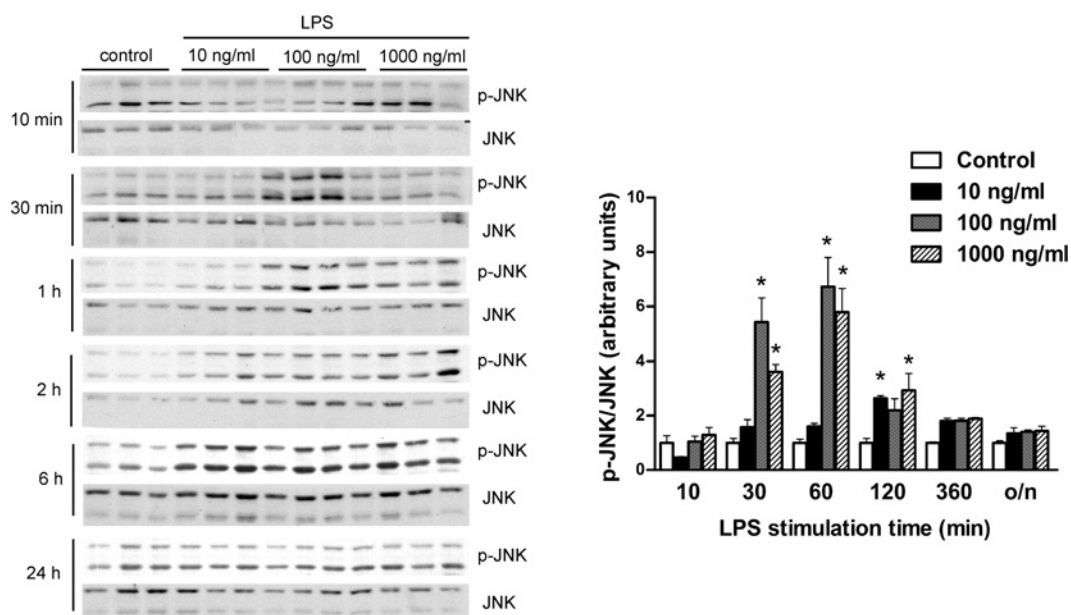 LPS
control 10 ng/ml 100 ng/ml 1000 ng/ml
10 min
p-JNK
JNK
30 min
p-JNK
JNK
1 h
p-JNK
JNK
2 h
p-JNK
JNK
6 h
p-JNK
JNK
24 h
p-JNK
JNK
Control
10 ng/ml
100 ng/ml
1000 ng/ml
p-JNK/JNK (arbitrary units)
10
8
6
4
2
0
* * * * * *
10 30 60 120 360 o/n
LPS stimulation time (min)